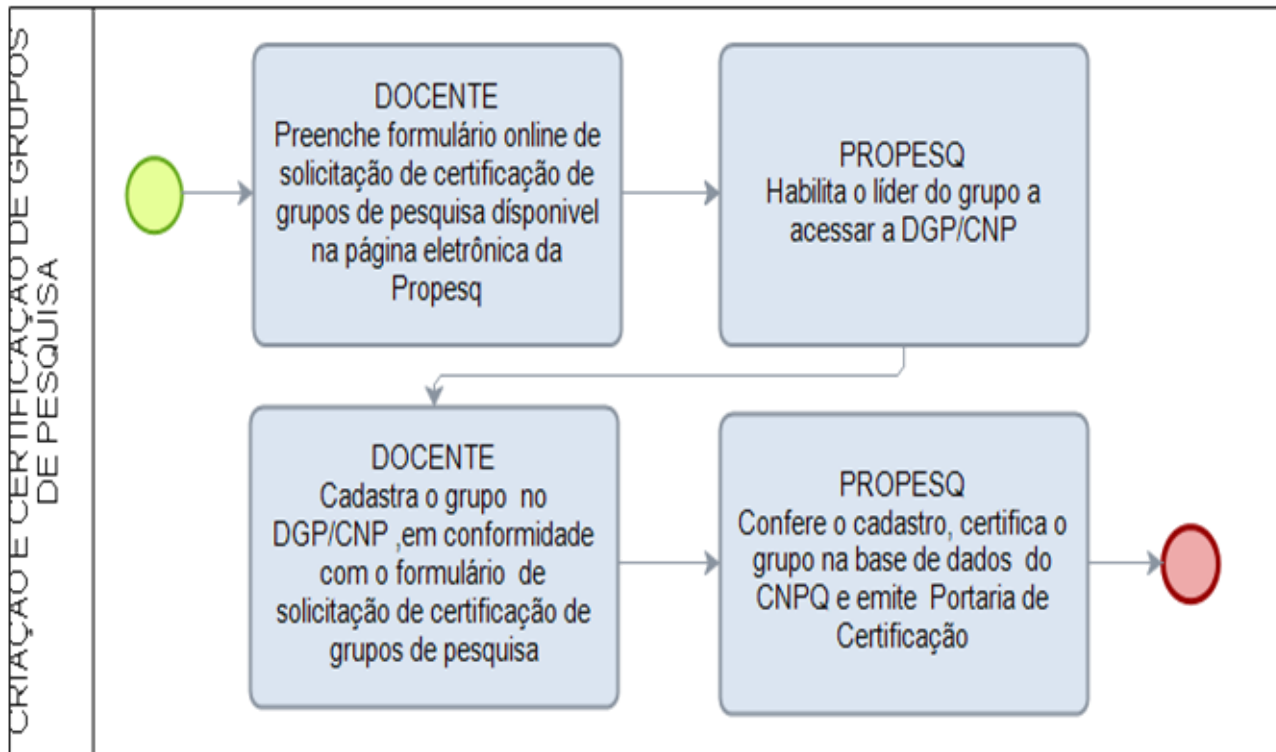 CRIAÇÃO E CERTIFICAÇÃO DE GRUPOS
DE PESQUISA
DOCENTE
Preenche formulário online de
solicitação de certificação de
grupos de pesquisa dísponivel
na página eletrônica da
Propesq
PROPESQ
Habilita o líder do grupo a
acessar a DGP/CNP
DOCENTE
Cadastra o grupo no
DGP/CNP ,em conformidade
com o formulário de
solicitação de certificação de
grupos de pesquisa
PROPESQ
Confere o cadastro, certifica o
grupo na base de dados do
CNPQ e emite Portaria de
Certificação